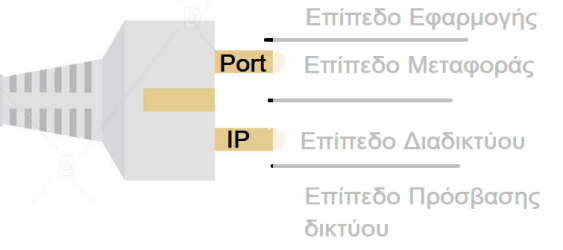 Επίπεδο Εφαρμογής
Port Επίπεδο Μεταφοράς
IP Επίπεδο Διαδικτύου
Επίπεδο Πρόσβασης
δικτύου